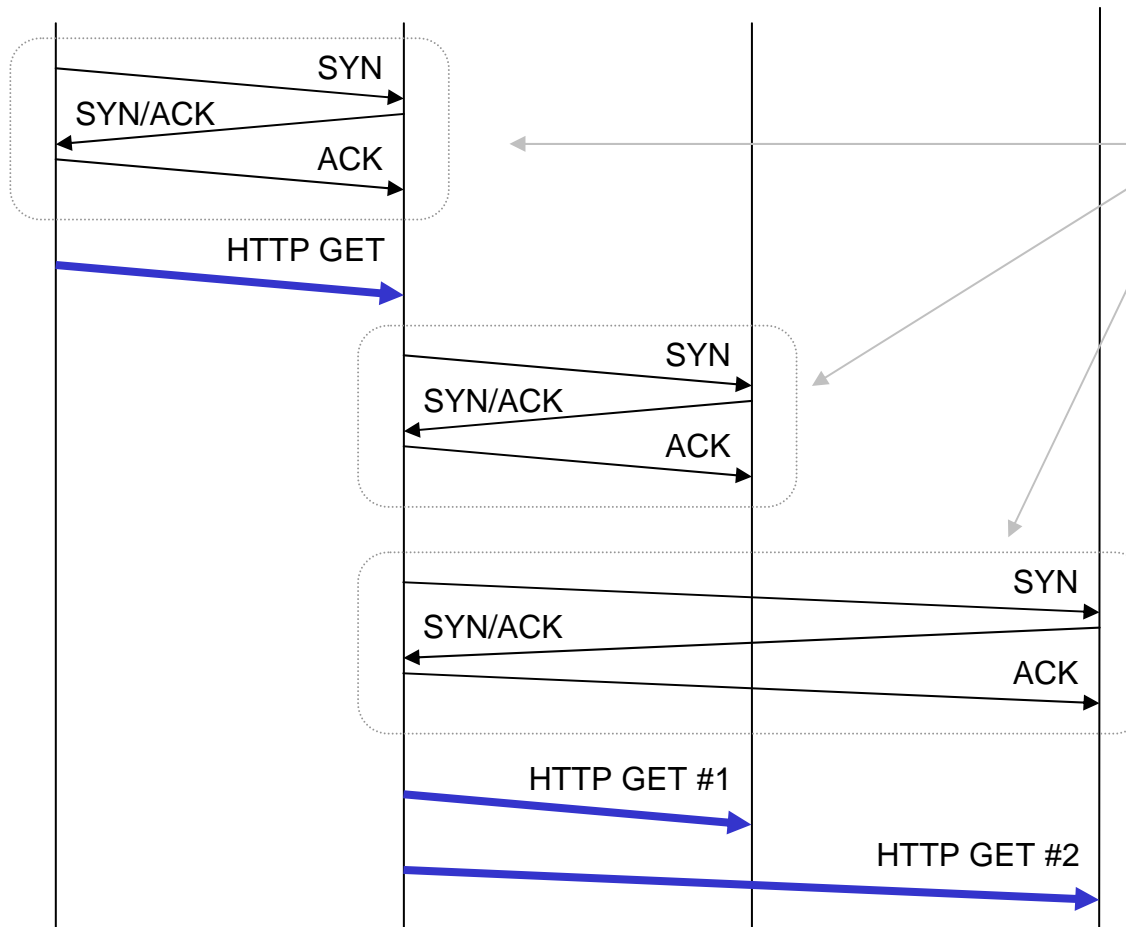 SYN
SYN/ACK
ACK
HTTP GET
SYN
SYN/ACK
ACK
SYN
SYN/ACK
ACK
HTTP GET #1
HTTP GET #2